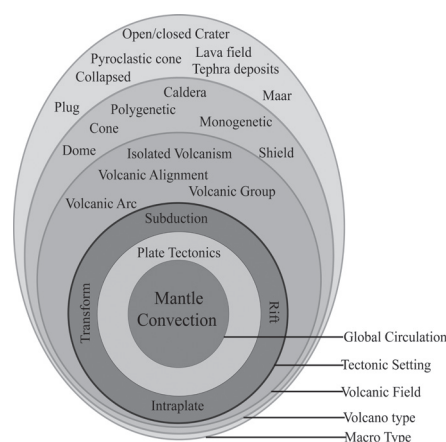 Open/closed Crater
Lava field
Pyroclastic cone
Tephra deposits
Collapsed
Caldera
Maar
Plug
Polygenetic
Monogenetic
Cone
Dome
Isolated Volcanism
Shield
Volcanic Alignment
Volcanic Group
Volcanic Arc
Subduction
Plate Tectonics
Transform
Mantle
Convection
Rift
Global Circulation
Tectonic Setting
Volcanic Field
Intraplate
Volcano type
Macro Type